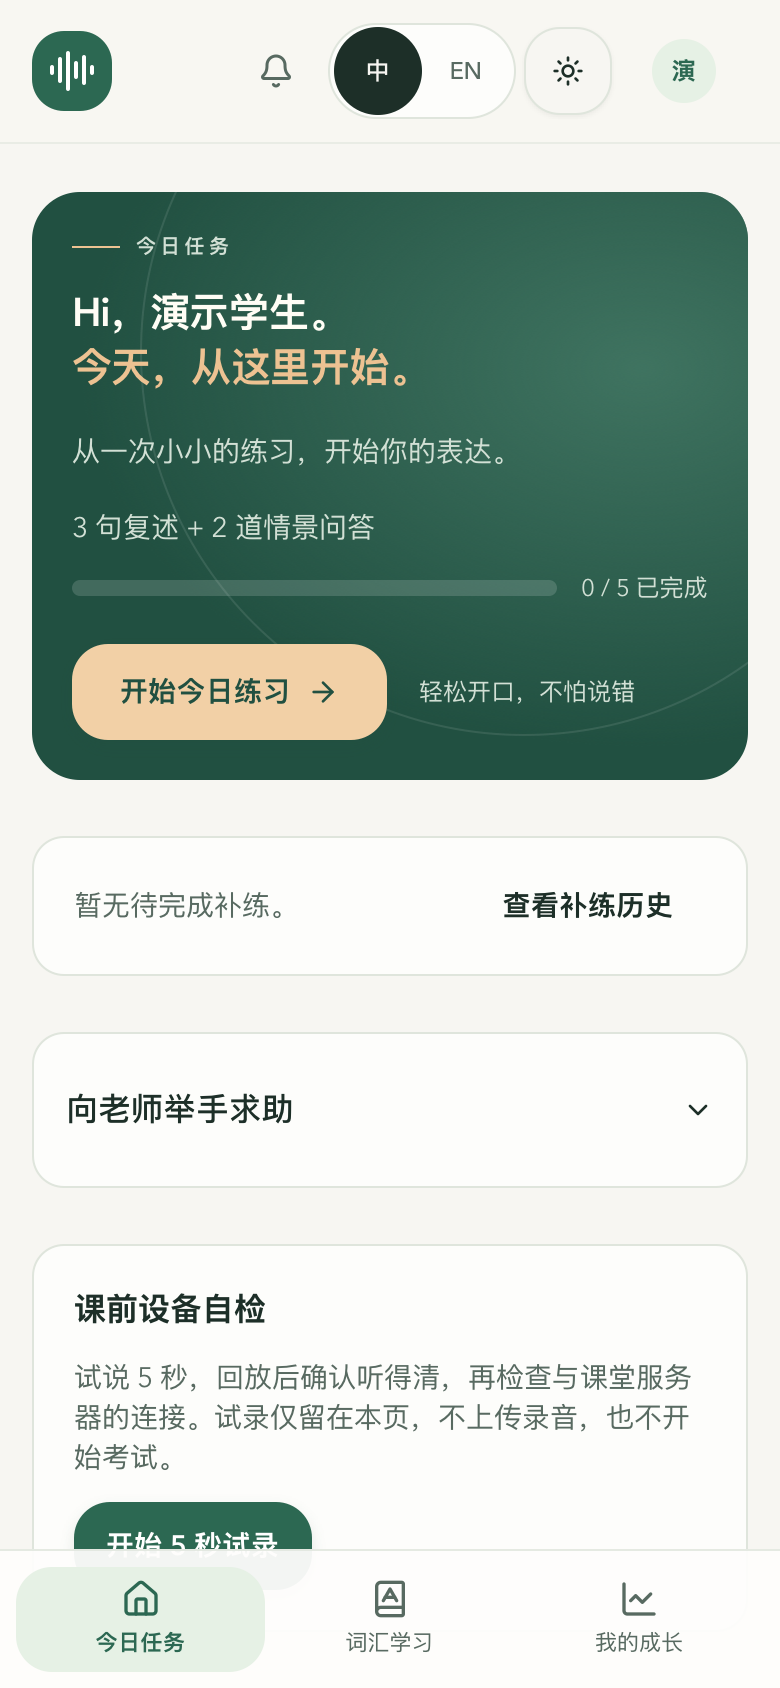 中 EN 演
今日任务
Hi，演示学生。
今天，从这里开始。
从一次小小的练习，开始你的表达。
3 句复述 + 2 道情景问答
0 / 5 已完成
开始今日练习
轻松开口，不怕说错
暂无待完成补练。
查看补练历史
向老师举手求助
课前设备自检
试说 5 秒，回放后确认听得清，再检查与课堂服务
器的连接。试录仅留在本页，不上传录音，也不开
始考试。
开始 5 秒试录
今日任务
词汇学习
我的成长